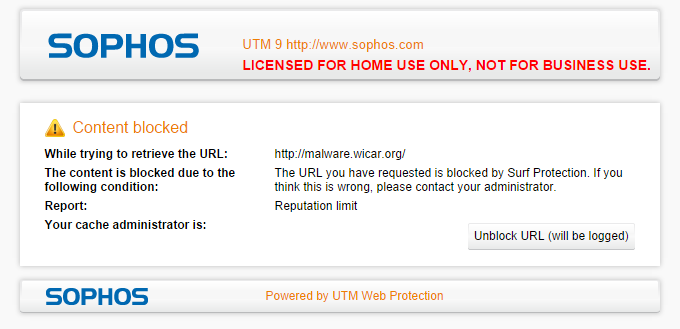 SOPHOS
UTM 9 http://www.sophos.com
LICENSED FOR HOME USE ONLY, NOT FOR BUSINESS USE.
Content blocked
While trying to retrieve the URL: http://malware.wicar.org/
The content is blocked due to the The URL you have requested is blocked by Surf Protection. If you
following condition: think this is wrong, please contact your administrator.
Report: Reputation limit
Your cache administrator is:
Unblock URL (will be logged)
SOPHOS Powered by UTM Web Protection